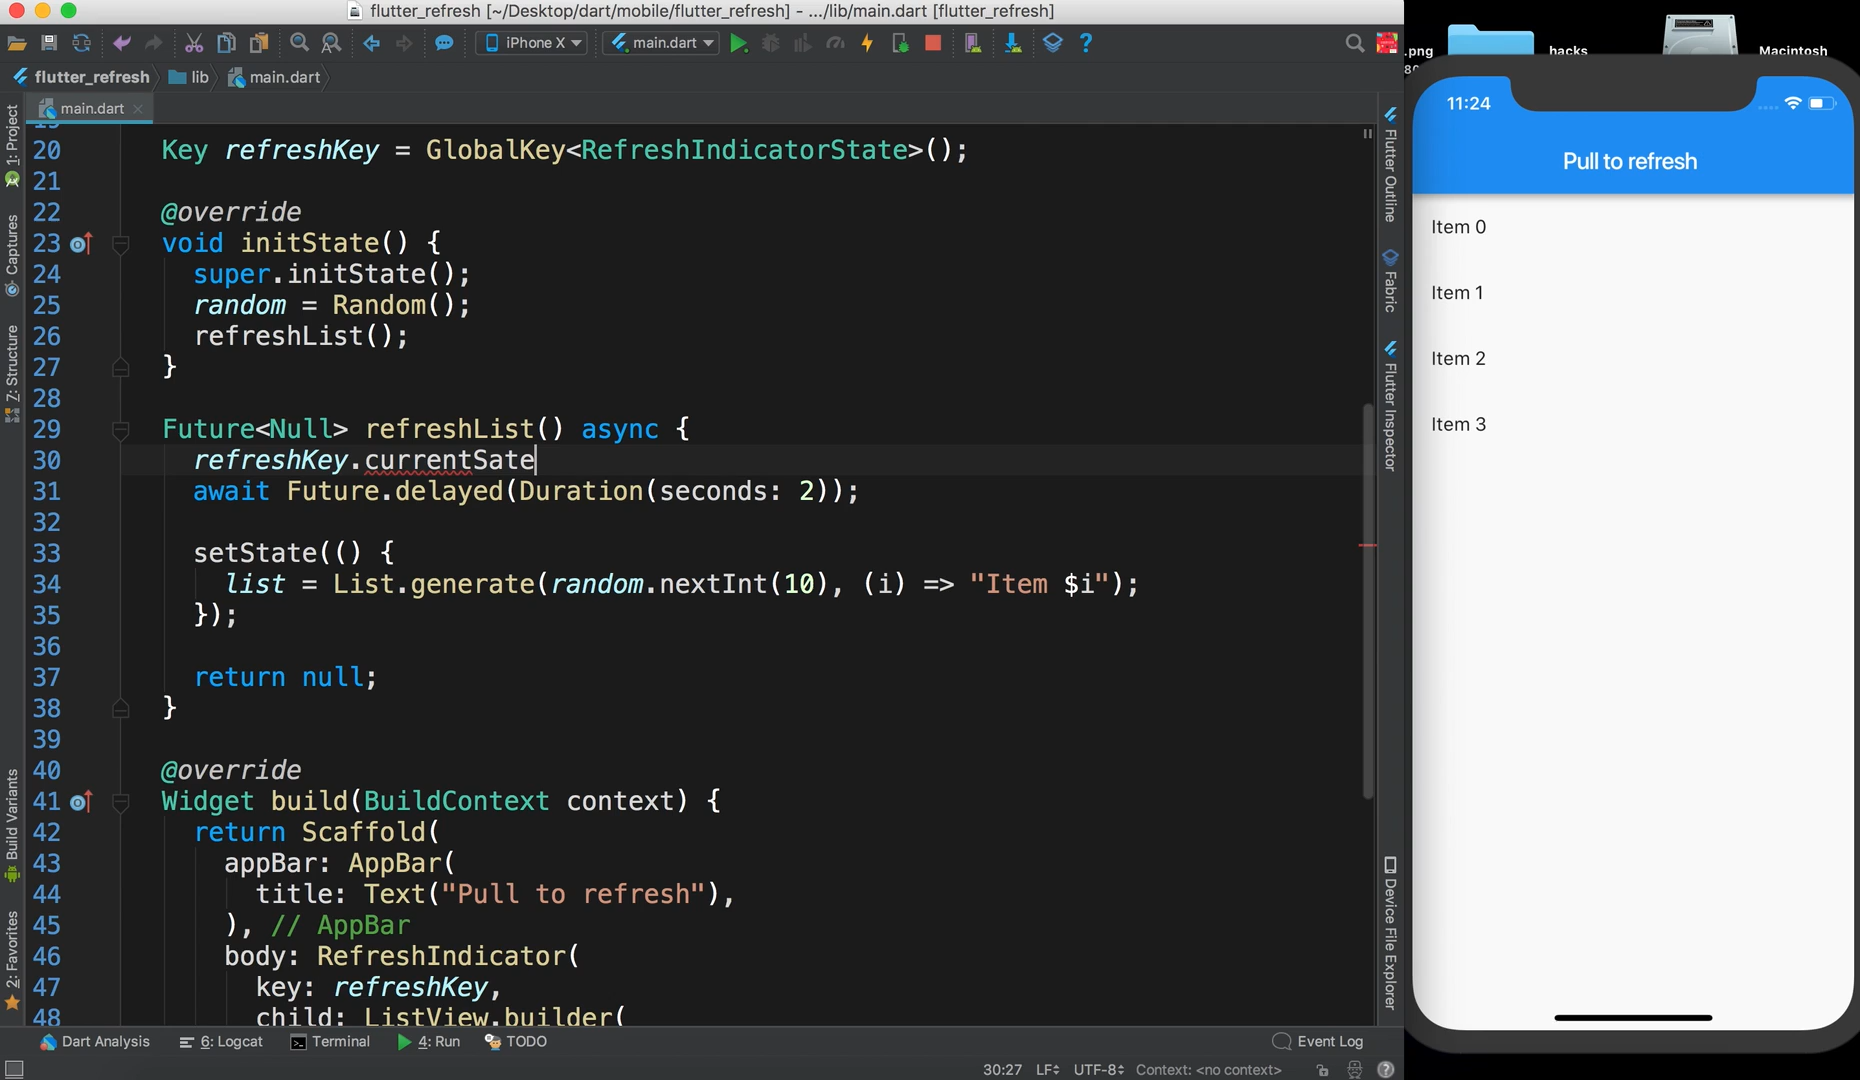 flutter_refresh [~/Desktop/dart/mobile/flutter_refresh] - .../lib/main.dart [flutter_refresh]
iPhone X main.dart ?
flutter_refresh lib main.dart
main.dart
1: Project
Captures
Z: Structure
Build Variants
2: Favorites
20 Key refreshKey = GlobalKey<RefreshIndicatorState>();
21
22 @override
23 void initState() {
24 super.initState();
25 random = Random();
26 refreshList();
27 }
28
29 Future<Null> refreshList() async {
30 refreshKey.currentSate
31 await Future.delayed(Duration(seconds: 2));
32
33 setState(() {
34 list = List.generate(random.nextInt(10), (i) => "Item $i");
35 });
36
37 return null;
38 }
39
40 @override
41 Widget build(BuildContext context) {
42 return Scaffold(
43 appBar: AppBar(
44 title: Text("Pull to refresh"),
45 ), // AppBar
46 body: RefreshIndicator(
47 key: refreshKey,
48 child: ListView.builder(
Flutter Outline
Fabric
Flutter Inspector
Device File Explorer
Dart Analysis 6: Logcat Terminal 4: Run TODO Event Log
30:27 LF UTF-8 Context: <no context>
.png hacks Macintosh
11:24
Pull to refresh
Item 0
Item 1
Item 2
Item 3